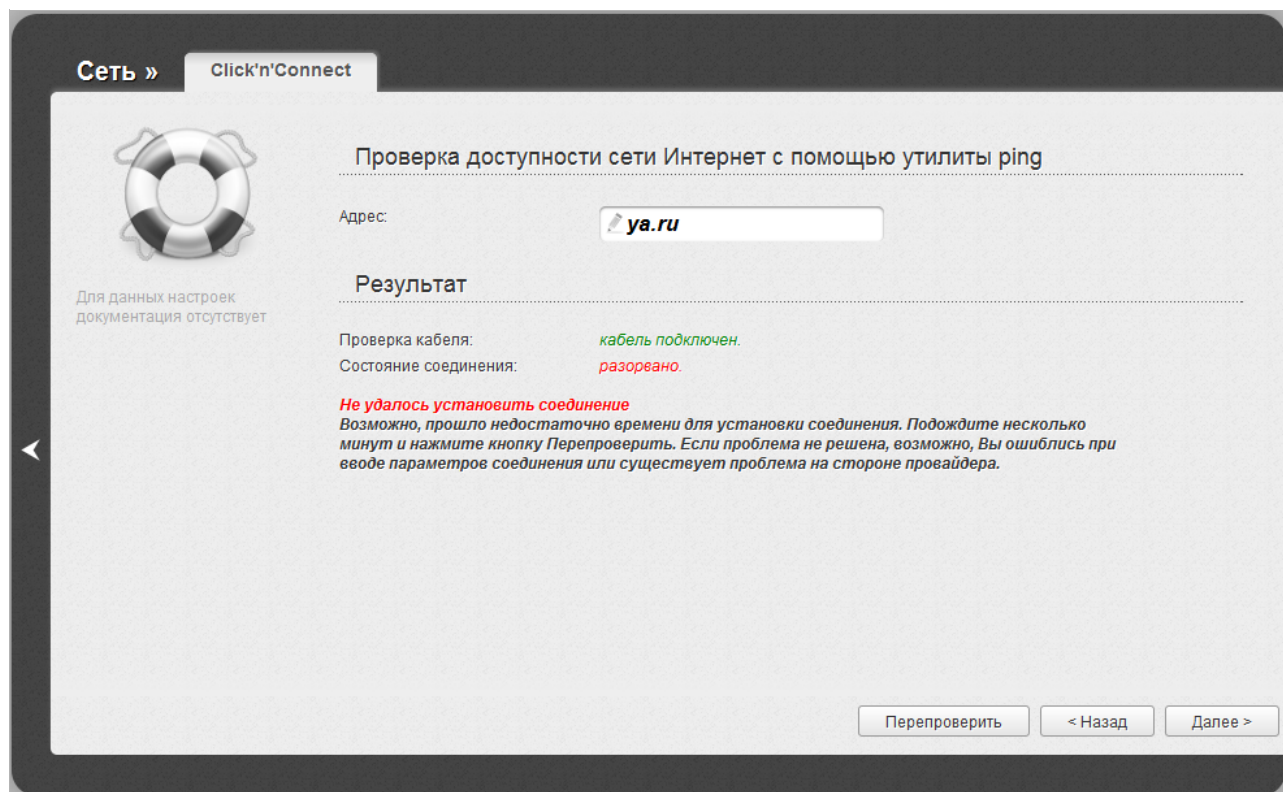 Сеть »
Click'n'Connect
Для данных настроек
документация отсутствует
Проверка доступности сети Интернет с помощью утилиты ping
Адрес:
ya.ru
Результат
Проверка кабеля:
кабель подключен.
Состояние соединения:
разорвано.
Не удалось установить соединение
Возможно, прошло недостаточно времени для установки соединения. Подождите несколько
минут и нажмите кнопку Перепроверить. Если проблема не решена, возможно, Вы ошиблись при
вводе параметров соединения или существует проблема на стороне провайдера.
Перепроверить
< Назад
Далее >